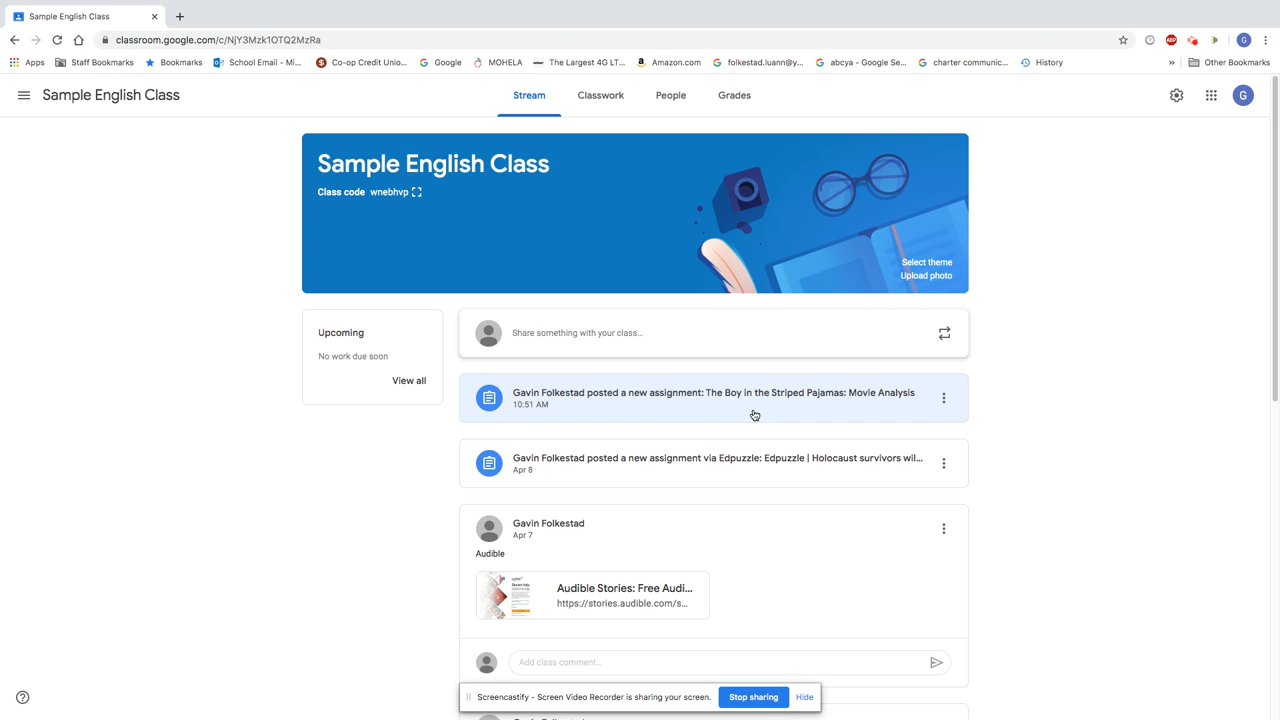 Sample English Class
classroom.google.com/c/NjY3Mzk1OTQ2MzRa
G
Apps
Staff Bookmarks
Bookmarks
School Email - Mi...
Co-op Credit Unio...
Google
MOHELA
The Largest 4G LT...
Amazon.com
folkestad.luann@y...
abcya - Google Se...
charter communic...
History
»
Other Bookmarks
Sample English Class
Stream
Classwork
People
Grades
G
Sample English Class
Class code wnebhvp
Select theme
Upload photo
Upcoming
No work due soon
View all
Share something with your class...
Gavin Folkestad posted a new assignment: The Boy in the Striped Pajamas: Movie Analysis
10:51 AM
Gavin Folkestad posted a new assignment via Edpuzzle: Edpuzzle | Holocaust survivors wil...
Apr 8
Gavin Folkestad
Apr 7
Audible
Audible Stories: Free Audi...
https://stories.audible.com/s...
Add class comment...
Screencastify - Screen Video Recorder is sharing your screen.
Stop sharing
Hide